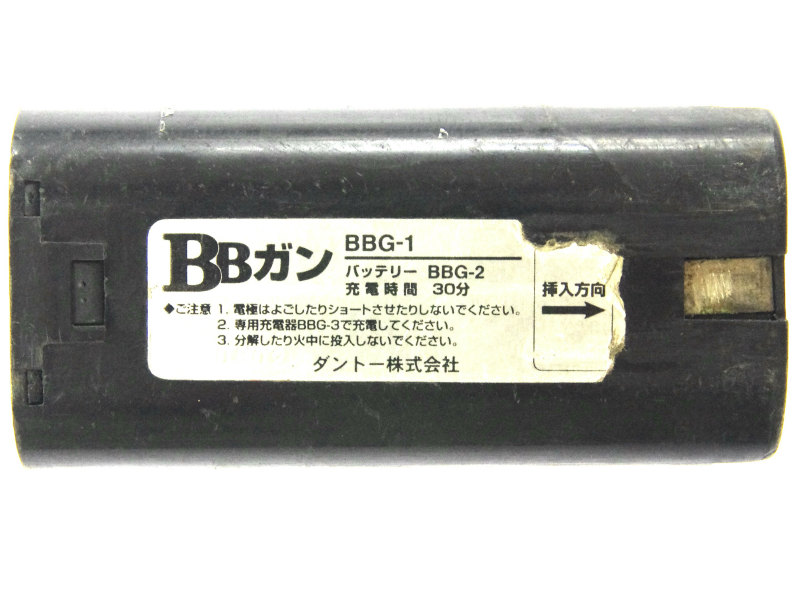 BBガン BBG-1
バッテリー BBG-2
充電時間 30分
挿入方向
◆ご注意 1. 電極はよごしたりショートさせたりしないでください。
2. 専用充電器BBG-3で充電してください。
3. 分解したり火中に投入しないでください。
ダントー株式会社